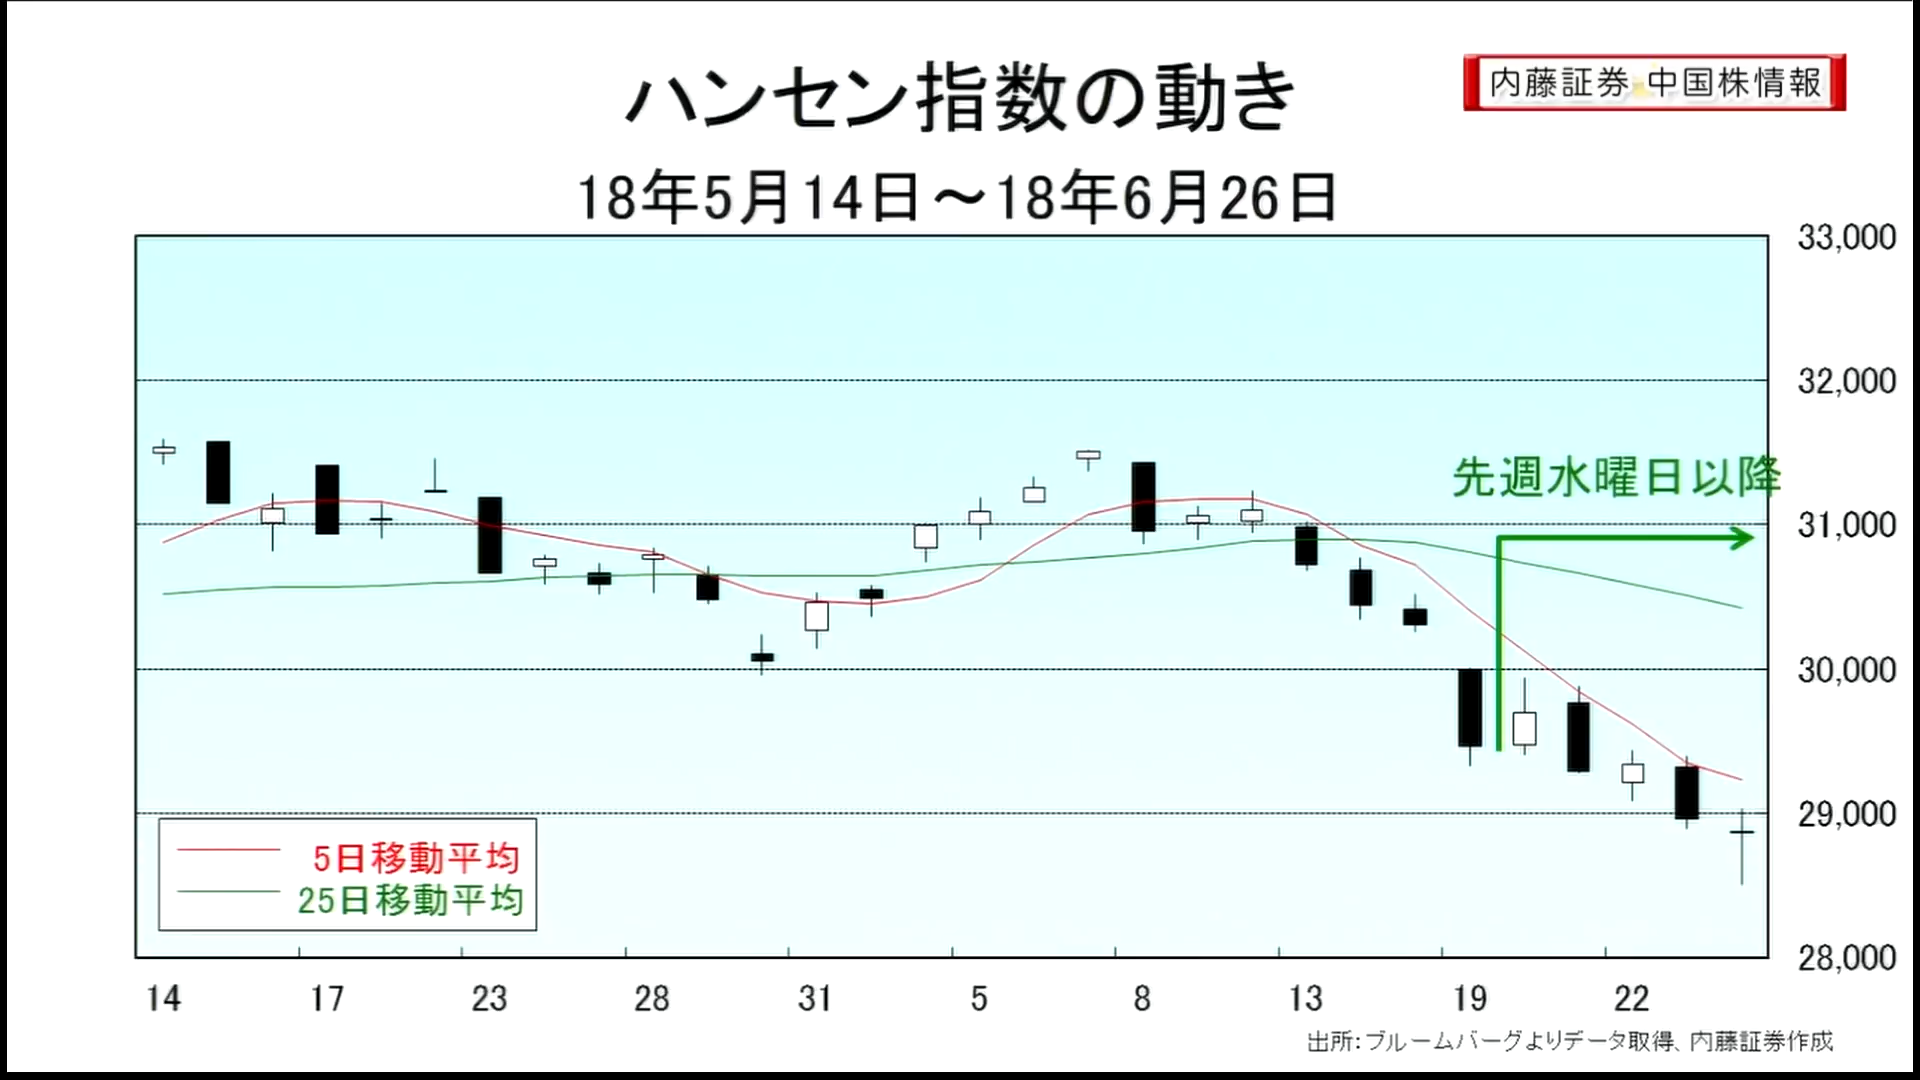 ハンセン指数の動き
内藤証券 中国株情報
18年5月14日～18年6月26日
33,000
32,000
先週水曜日以降
31,000
30,000
29,000
5日移動平均
25日移動平均
28,000
14 17 23 28 31 5 8 13 19 22
出所：ブルームバーグよりデータ取得、内藤証券作成